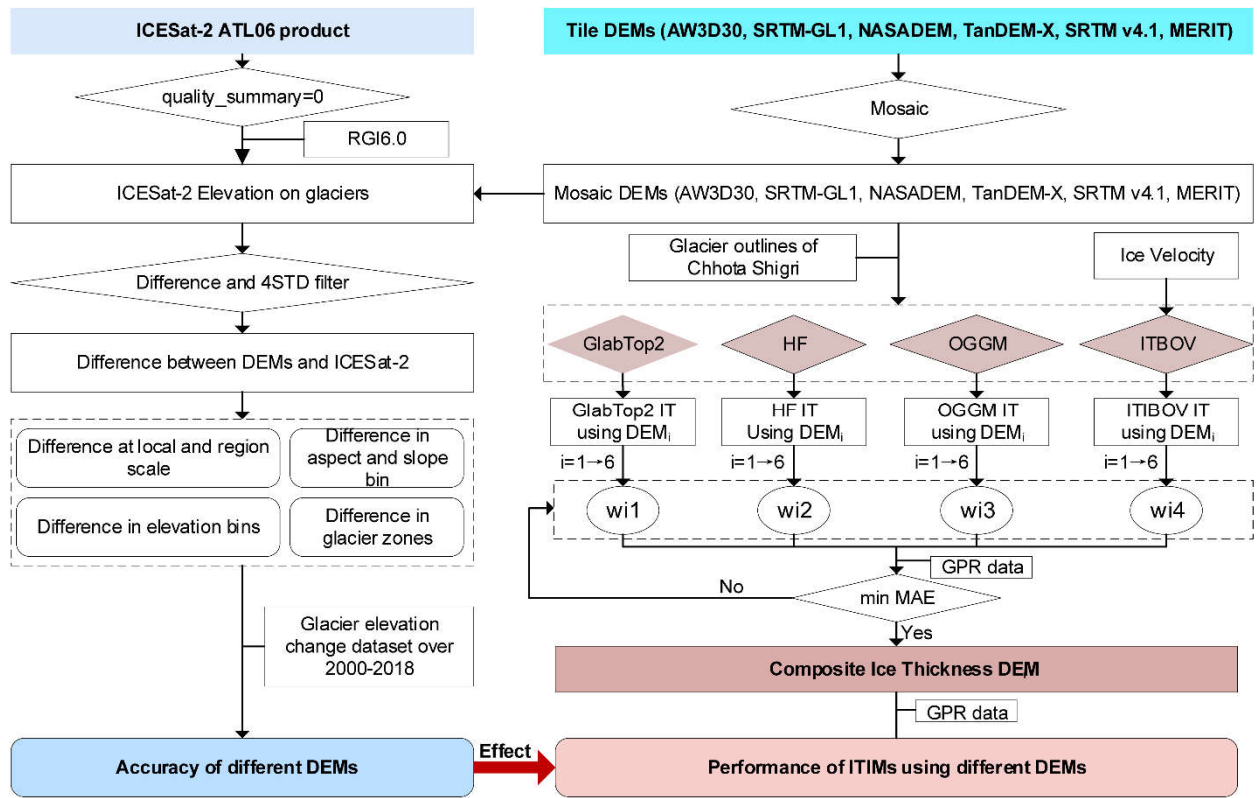 ICESat-2 ATL06 product
Tile DEMs (AW3D30, SRTM-GL1, NASADEM, TanDEM-X, SRTM v4.1, MERIT)
quality_summary=0
Mosaic
RGI6.0
ICESat-2 Elevation on glaciers
Mosaic DEMs (AW3D30, SRTM-GL1, NASADEM, TanDEM-X, SRTM v4.1, MERIT)
Glacier outlines of
Chhota Shigri
Ice Velocity
Difference and 4STD filter
GlabTop2
HF
OGGM
ITBOV
Difference between DEMs and ICESat-2
GlabTop2 IT
using DEMi
HF IT
Using DEMi
OGGM IT
using DEMi
ITIBOV IT
using DEMi
i=1→6
i=1→6
i=1→6
i=1→6
Difference at local and region
scale
Difference in
aspect and slope
bin
Difference in elevation bins
Difference in
glacier zones
wi1
wi2
wi3
wi4
GPR data
No
min MAE
Yes
Glacier elevation
change dataset over
2000-2018
Composite Ice Thickness DEM
GPR data
Accuracy of different DEMs
Effect
Performance of ITIMs using different DEMs